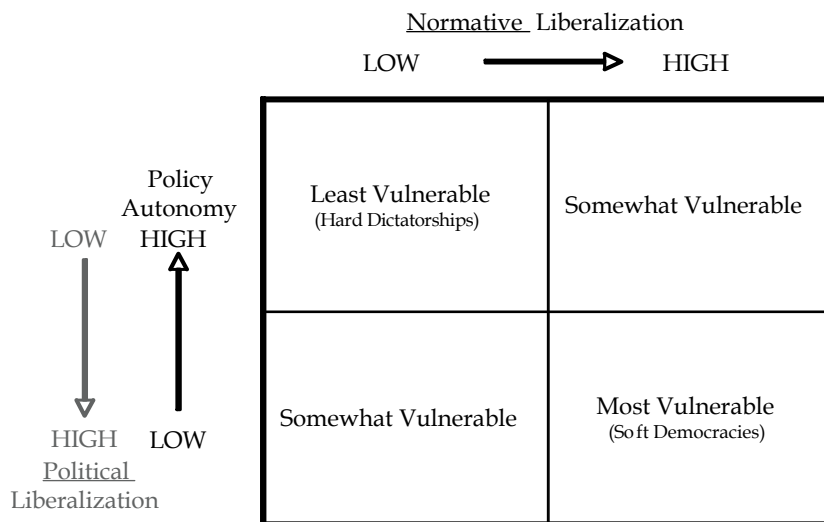 Normative Liberalization
LOW HIGH
Policy
Autonomy
LOW HIGH
Least Vulnerable
(Hard Dictatorships)
Somewhat Vulnerable
Somewhat Vulnerable
Most Vulnerable
(Soft Democracies)
HIGH LOW
Political
Liberalization